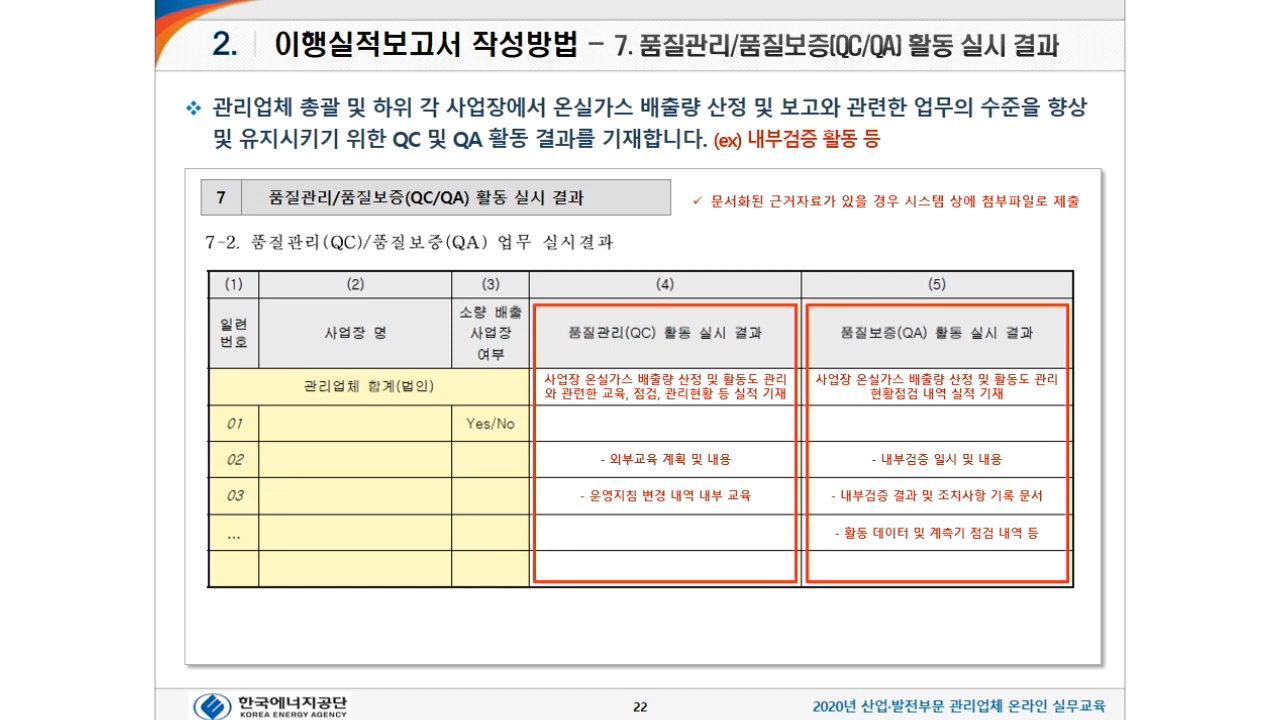 2. 이행실적보고서 작성방법 – 7. 품질관리/품질보증(QC/QA) 활동 실시 결과
❖ 관리업체 총괄 및 하위 각 사업장에서 온실가스 배출량 산정 및 보고와 관련한 업무의 수준을 향상
및 유지시키기 위한 QC 및 QA 활동 결과를 기재합니다. (ex) 내부검증 활동 등
7 품질관리/품질보증(QC/QA) 활동 실시 결과
✓ 문서화된 근거자료가 있을 경우 시스템 상에 첨부파일로 제출
7-2. 품질관리(QC)/품질보증(QA) 업무 실시결과
(1) (2) (3) (4) (5)
일련
번호
사업장 명
소량 배출
사업장
여부
품질관리(QC) 활동 실시 결과
품질보증(QA) 활동 실시 결과
관리업체 합계(법인)
사업장 온실가스 배출량 산정 및 활동도 관리
와 관련한 교육, 점검, 관리현황 등 실적 기재
사업장 온실가스 배출량 산정 및 활동도 관리
현황점검 내역 실적 기재
01 Yes/No
02 - 외부교육 계획 및 내용 - 내부검증 일시 및 내용
03 - 운영지침 변경 내역 내부 교육 - 내부검증 결과 및 조치사항 기록 문서
... - 활동 데이터 및 계측기 점검 내역 등
한국에너지공단
KOREA ENERGY AGENCY
22
2020년 산업·발전부문 관리업체 온라인 실무교육